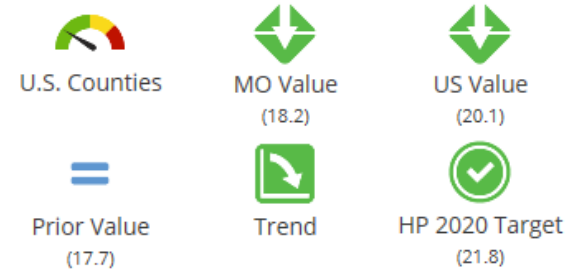 U.S. Counties
MO Value
(18.2)
US Value
(20.1)
Prior Value
(17.7)
Trend
HP 2020 Target
(21.8)